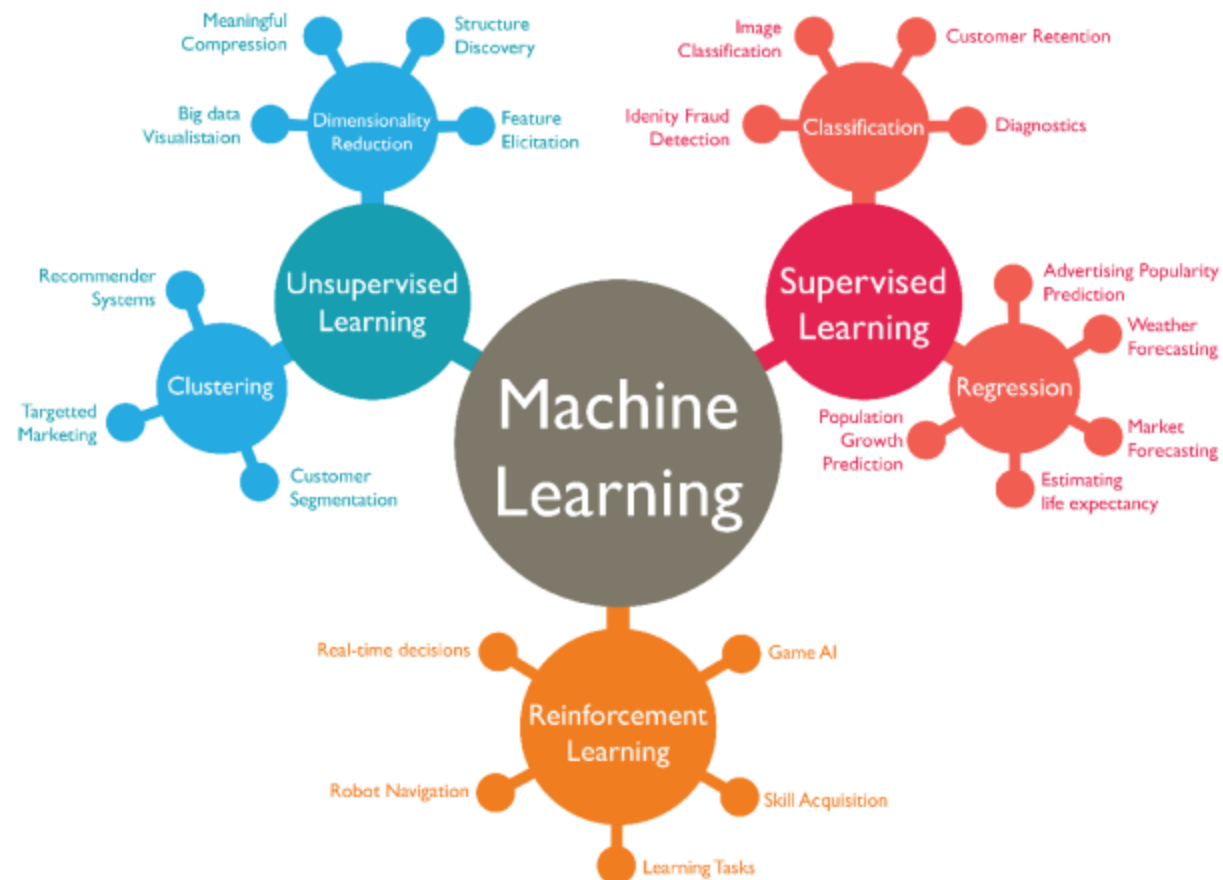 Meaningful
Compression
Structure
Discovery
Big data
Visualistaion
Dimensionality
Reduction
Feature
Elicitation
Image
Classification
Customer Retention
Idenity Fraud
Detection
Classification
Diagnostics
Unsupervised
Learning
Supervised
Learning
Recommender
Systems
Clustering
Targetted
Marketing
Customer
Segmentation
Machine
Learning
Advertising Popularity
Prediction
Weather
Forecasting
Regression
Population
Growth
Prediction
Market
Forecasting
Estimating
life expectancy
Real-time decisions
Game AI
Reinforcement
Learning
Robot Navigation
Skill Acquisition
Learning Tasks